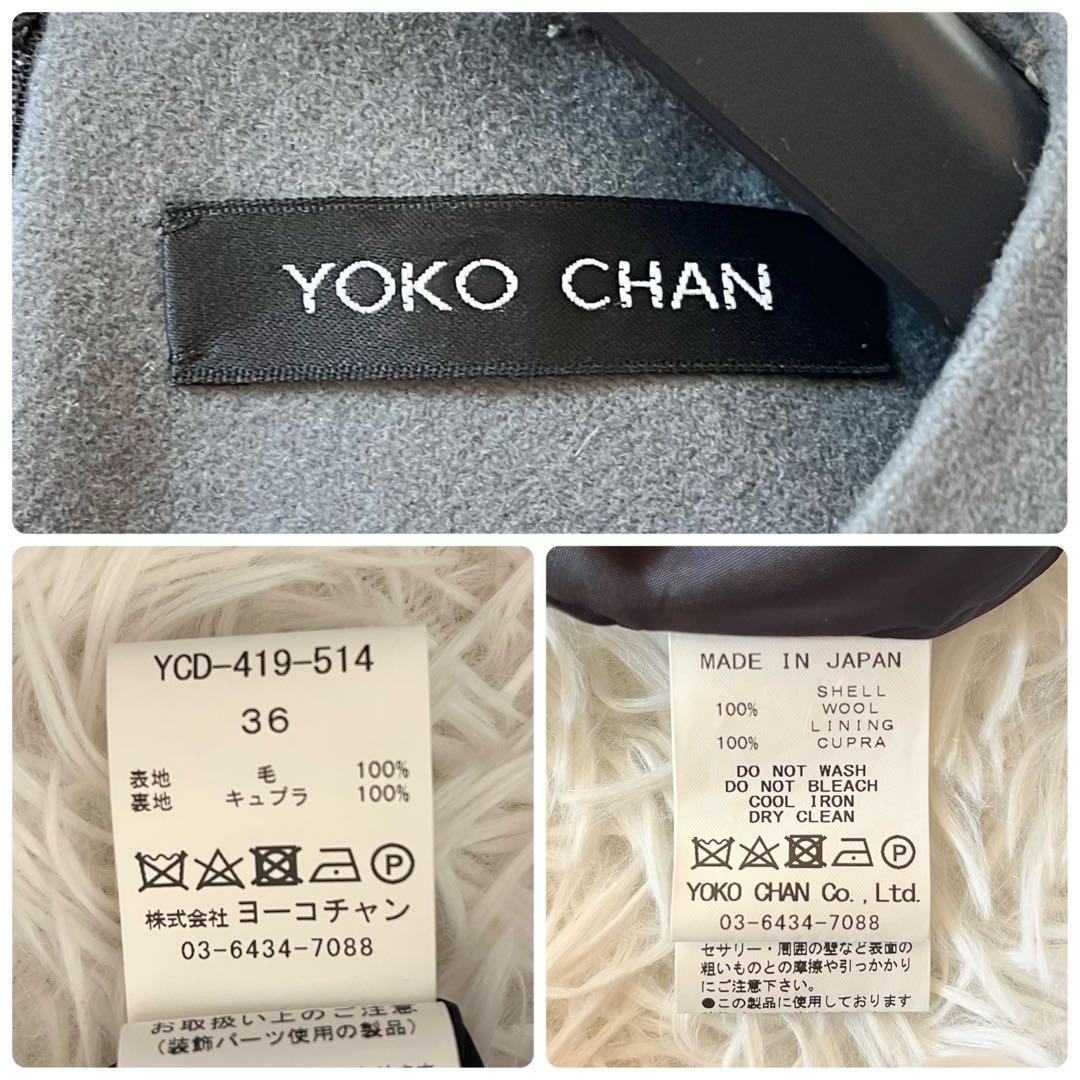 YOKO CHAN
YCD-419-514
36
表地 毛 100%
裏地 キュプラ 100%
P
株式会社 ヨーコチャン
03-6434-7088
お取扱い上のご注意
(装飾パーツ使用の製品)
MADE IN JAPAN
SHELL
100% WOOL
LINING
100% CUPRA
DO NOT WASH
DO NOT BLEACH
COOL IRON
DRY CLEAN
P
YOKO CHAN Co.,Ltd.
03-6434-7088
セサリー・周囲の壁など表面の
粗いものとの摩擦や引っかかり
にご注意下さい。
●この製品に使用しております